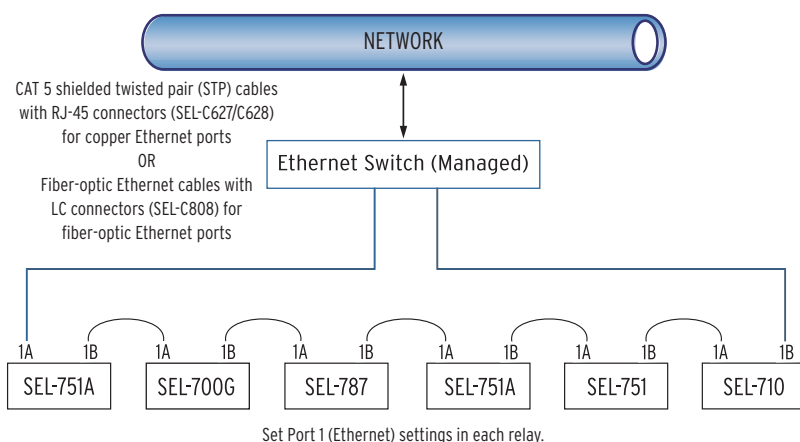 NETWORK
CAT 5 shielded twisted pair (STP) cables
with RJ-45 connectors (SEL-C627/C628)
for copper Ethernet ports
OR
Fiber-optic Ethernet cables with
LC connectors (SEL-C808) for
fiber-optic Ethernet ports
Ethernet Switch (Managed)
1A 1B 1A 1B 1A 1B 1A 1B 1A 1B 1A 1B
SEL-751A SEL-700G SEL-787 SEL-751A SEL-751 SEL-710
Set Port 1 (Ethernet) settings in each relay.